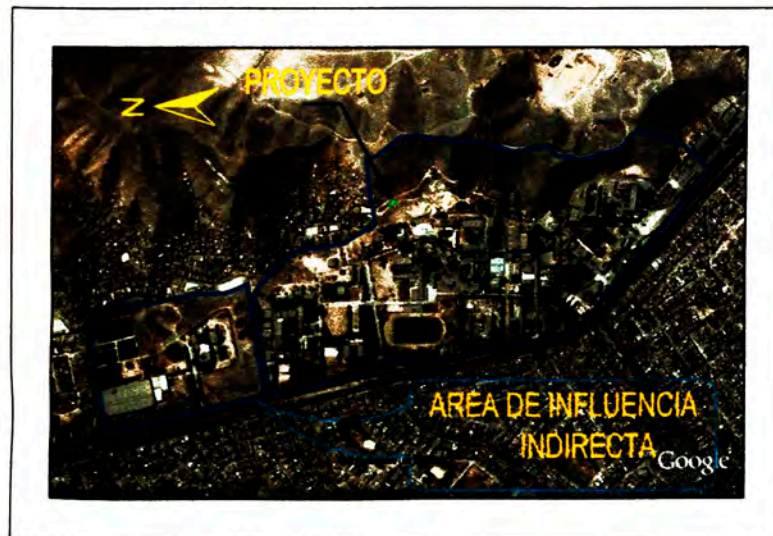 PROYECTO
N
AREA DE INFLUENCIA
INDIRECTA
Google